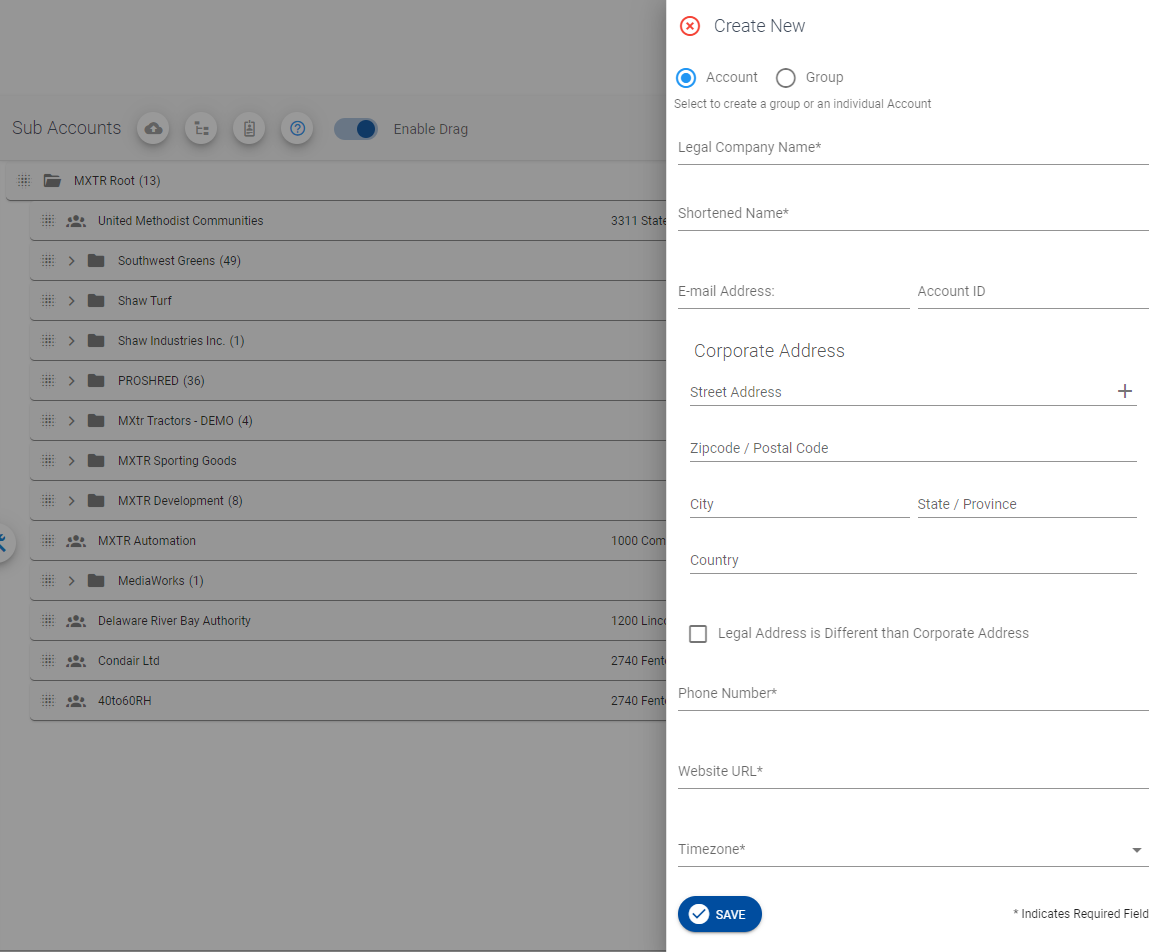 Create New
Account Group
Select to create a group or an individual Account
Legal Company Name*
Shortened Name*
E-mail Address: Account ID
Corporate Address
Street Address
Zipcode / Postal Code
City State / Province
Country
Legal Address is Different than Corporate Address
Phone Number*
Website URL*
Timezone*
SAVE * Indicates Required Field
Sub Accounts Enable Drag
MXTR Root (13)
United Methodist Communities 3311 State
Southwest Greens (49)
Shaw Turf
Shaw Industries Inc. (1)
PROSHRED (36)
MXtr Tractors - DEMO (4)
MXTR Sporting Goods
MXTR Development (8)
MXTR Automation 1000 Com
MediaWorks (1)
Delaware River Bay Authority 1200 Linco
Condair Ltd 2740 Fent
40to60RH 2740 Fent